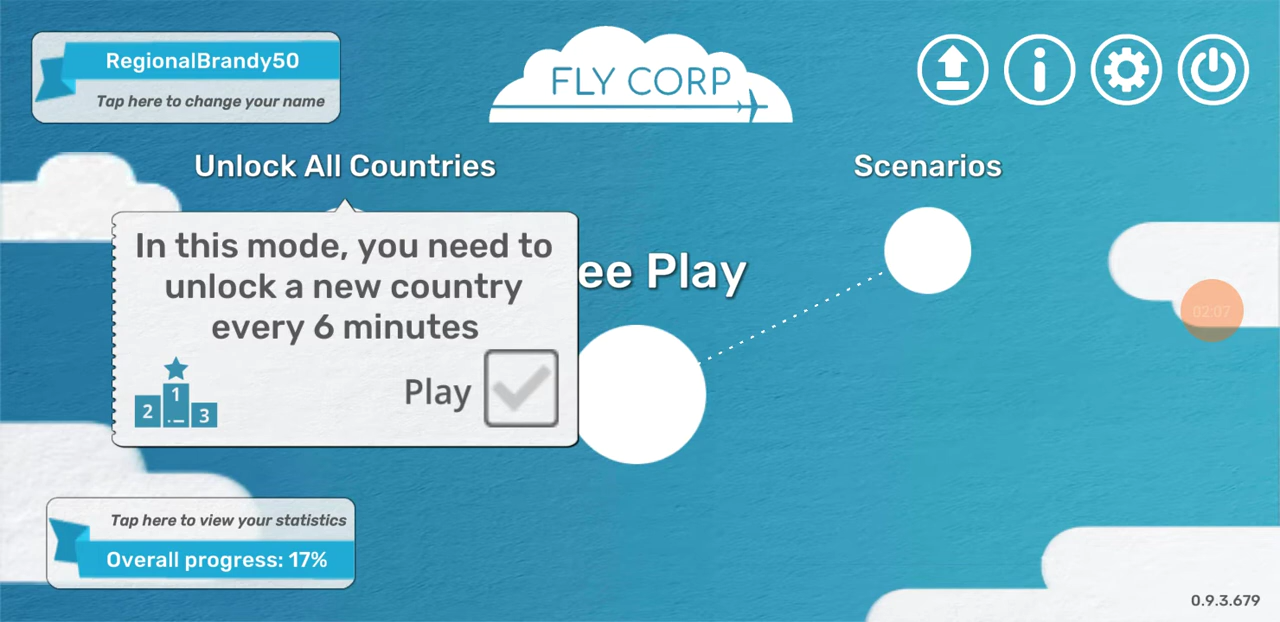 RegionalBrandy50
Tap here to change your name
FLY CORP
Unlock All Countries
Scenarios
In this mode, you need to
unlock a new country
every 6 minutes
ee Play
2 1 3
Play
02:07
Tap here to view your statistics
Overall progress: 17%
0.9.3.679